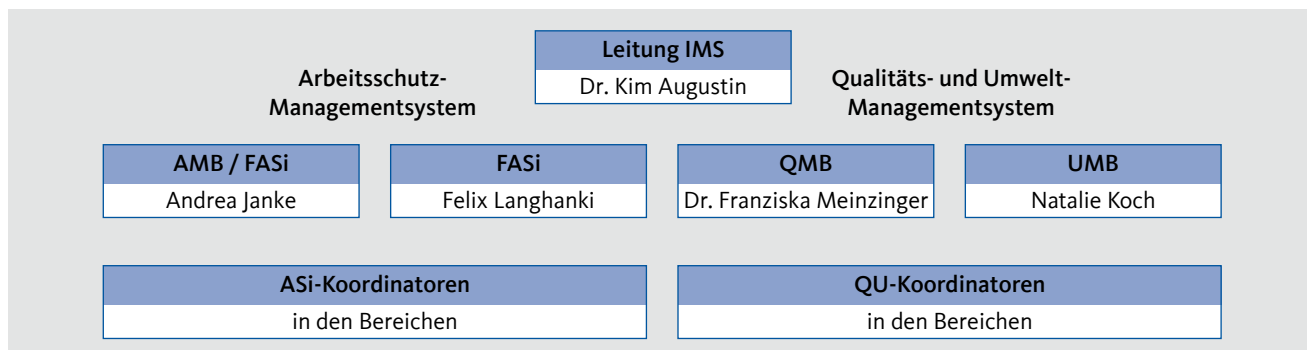 Leitung IMS
Dr. Kim Augustin
Arbeitsschutz-
Managementsystem
Qualitäts- und Umwelt-
Managementsystem
AMB / FASi
Andrea Janke
FASi
Felix Langhanki
QMB
Dr. Franziska Meinzinger
UMB
Natalie Koch
ASi-Koordinatoren
in den Bereichen
QU-Koordinatoren
in den Bereichen